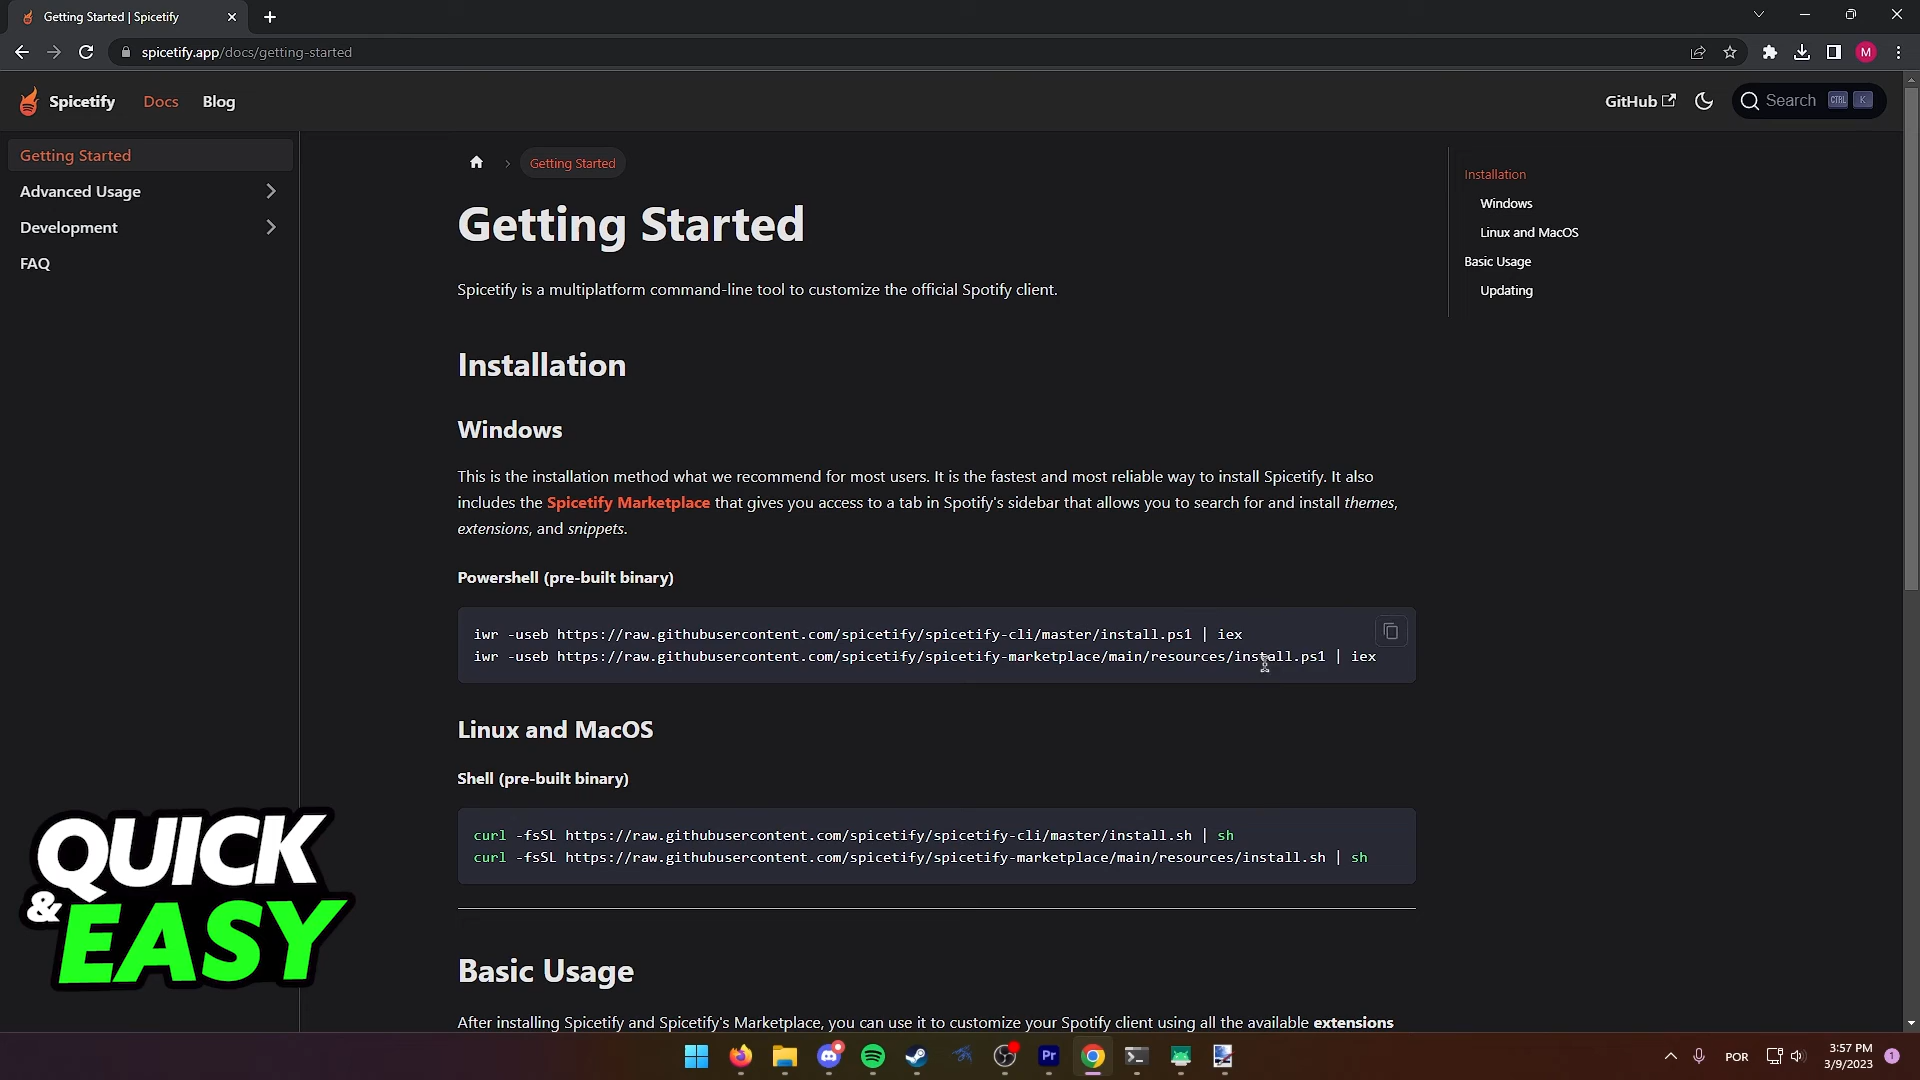 Getting Started | Spicetify
spicetify.app/docs/getting-started
M
Spicetify
Docs
Blog
GitHub
Search
CTRL
K
Getting Started
Advanced Usage
Development
FAQ
Getting Started
Getting Started
Spicetify is a multiplatform command-line tool to customize the official Spotify client.
Installation
Windows
This is the installation method what we recommend for most users. It is the fastest and most reliable way to install Spicetify. It also
includes the Spicetify Marketplace that gives you access to a tab in Spotify's sidebar that allows you to search for and install themes,
extensions, and snippets.
Powershell (pre-built binary)
iwr -useb https://raw.githubusercontent.com/spicetify/spicetify-cli/master/install.ps1 | iex
iwr -useb https://raw.githubusercontent.com/spicetify/spicetify-marketplace/main/resources/install.ps1 | iex
Linux and MacOS
Shell (pre-built binary)
curl -fsSL https://raw.githubusercontent.com/spicetify/spicetify-cli/master/install.sh | sh
curl -fsSL https://raw.githubusercontent.com/spicetify/spicetify-marketplace/main/resources/install.sh | sh
Basic Usage
After installing Spicetify and Spicetify's Marketplace, you can use it to customize your Spotify client using all the available extensions
Installation
Windows
Linux and MacOS
Basic Usage
Updating
QUICK
& EASY
Pr
POR
3:57 PM
3/9/2023
1